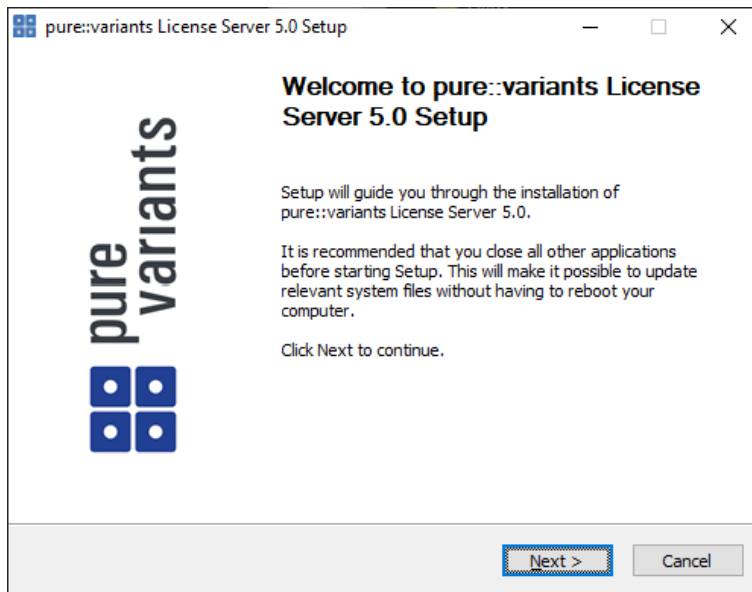 pure::variants License Server 5.0 Setup
Welcome to pure::variants License
Server 5.0 Setup
pure
variants
Setup will guide you through the installation of
pure::variants License Server 5.0.
It is recommended that you close all other applications
before starting Setup. This will make it possible to update
relevant system files without having to reboot your
computer.
Click Next to continue.
Next >
Cancel